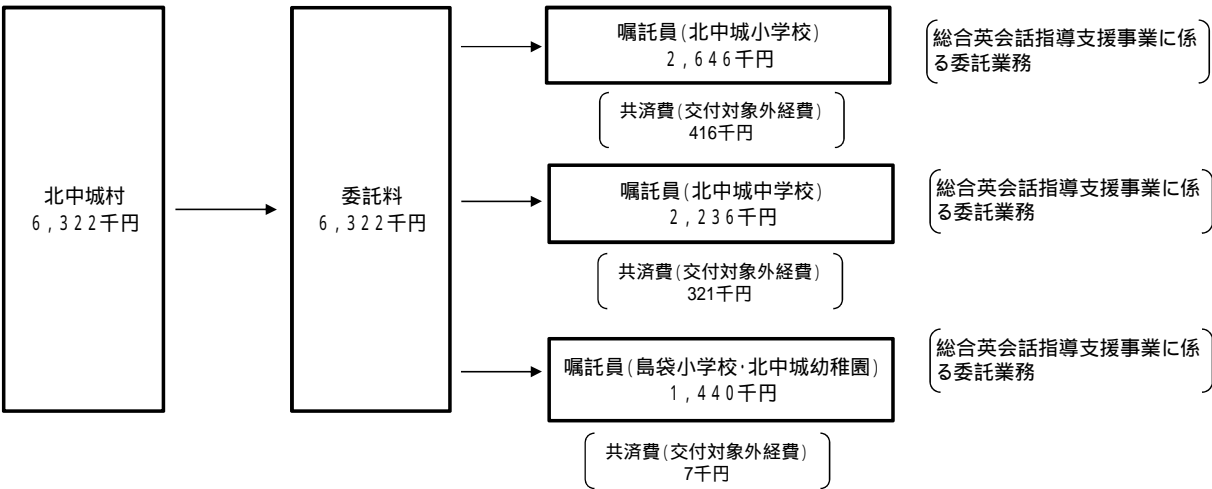 北中城村
6,322千円
委託料
6,322千円
嘱託員(北中城小学校)
2,646千円
総合英会話指導支援事業に係
る委託業務
共済費(交付対象外経費)
416千円
嘱託員(北中城中学校)
2,236千円
総合英会話指導支援事業に係
る委託業務
共済費(交付対象外経費)
321千円
嘱託員(島袋小学校・北中城幼稚園)
1,440千円
総合英会話指導支援事業に係
る委託業務
共済費(交付対象外経費)
7千円